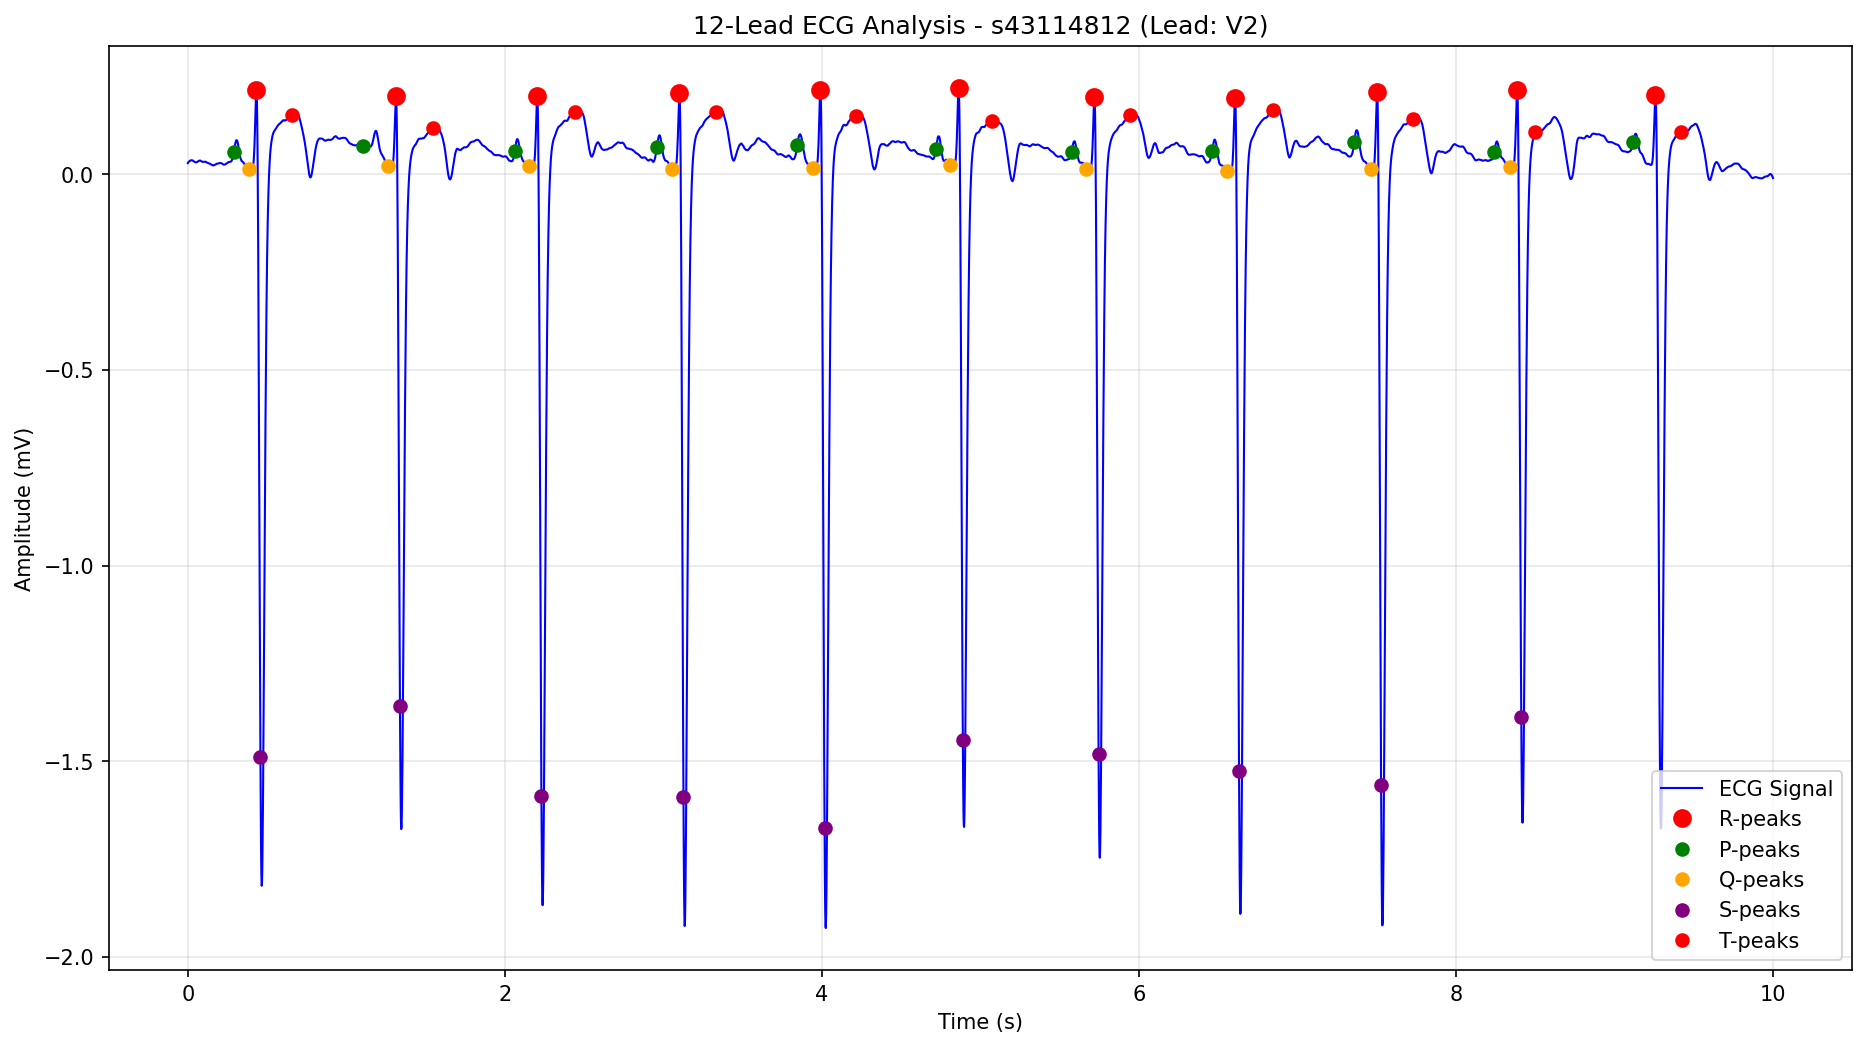 12-Lead ECG Analysis - s43114812 (Lead: V2)
Amplitude (mV)
0.0
−0.5
−1.0
−1.5
−2.0
0 2 4 6 8 10
Time (s)
ECG Signal
R-peaks
P-peaks
Q-peaks
S-peaks
T-peaks